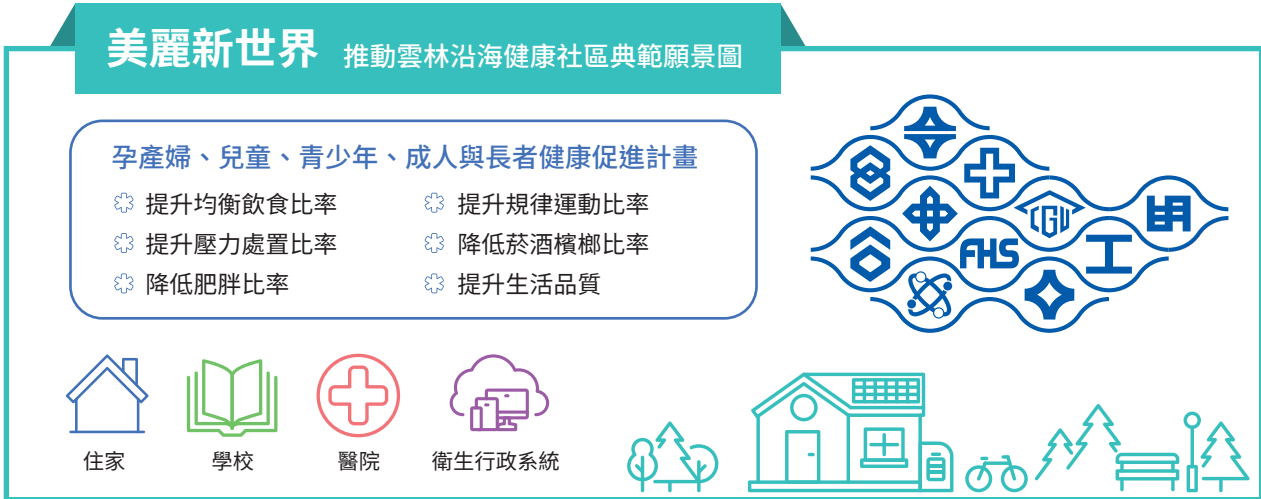 美麗新世界 推動雲林沿海健康社區典範願景圖
孕產婦、兒童、青少年、成人與長者健康促進計畫
提升均衡飲食比率
提升規律運動比率
提升壓力處置比率
降低菸酒檳榔比率
降低肥胖比率
提升生活品質
CGU
明
FHS
工
住家
學校
醫院
衛生行政系統